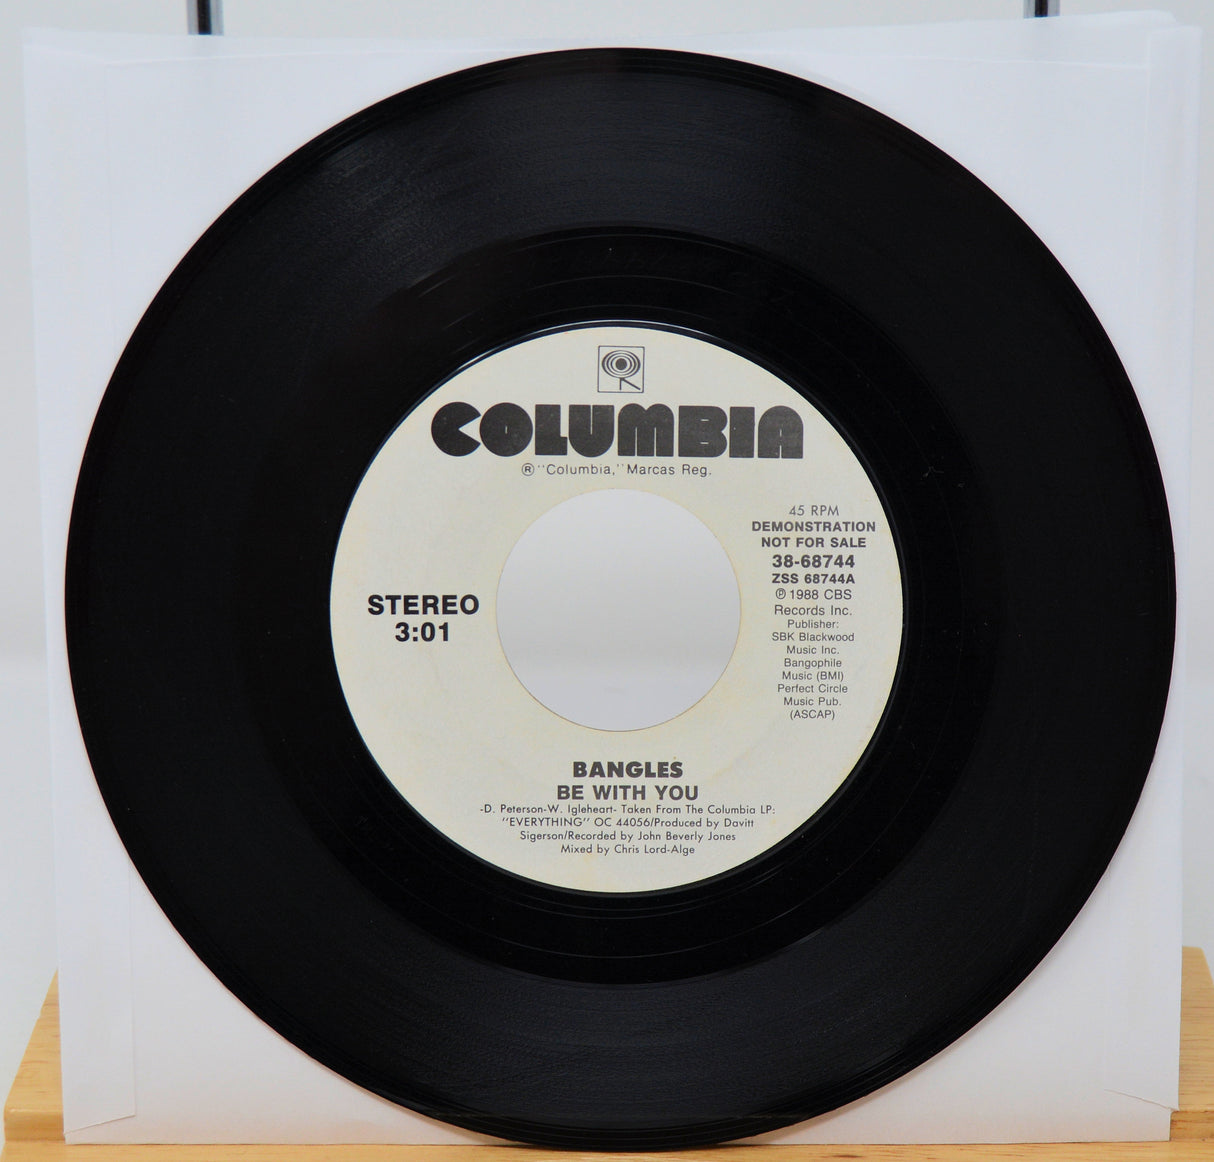 COLUMBIA
® "Columbia," Marcas Reg.
45 RPM
DEMONSTRATION
NOT FOR SALE
38-68744
ZSS 68744A
℗ 1988 CBS
Records Inc.
Publisher:
SBK Blackwood
Music Inc.
Bangophile
Music (BMI)
Perfect Circle
Music Pub.
(ASCAP)
STEREO
3:01
BANGLES
BE WITH YOU
-D. Peterson-W. Igleheart- Taken From The Columbia LP:
"EVERYTHING" OC 44056/Produced by Davitt
Sigerson/Recorded by John Beverly Jones
Mixed by Chris Lord-Alge